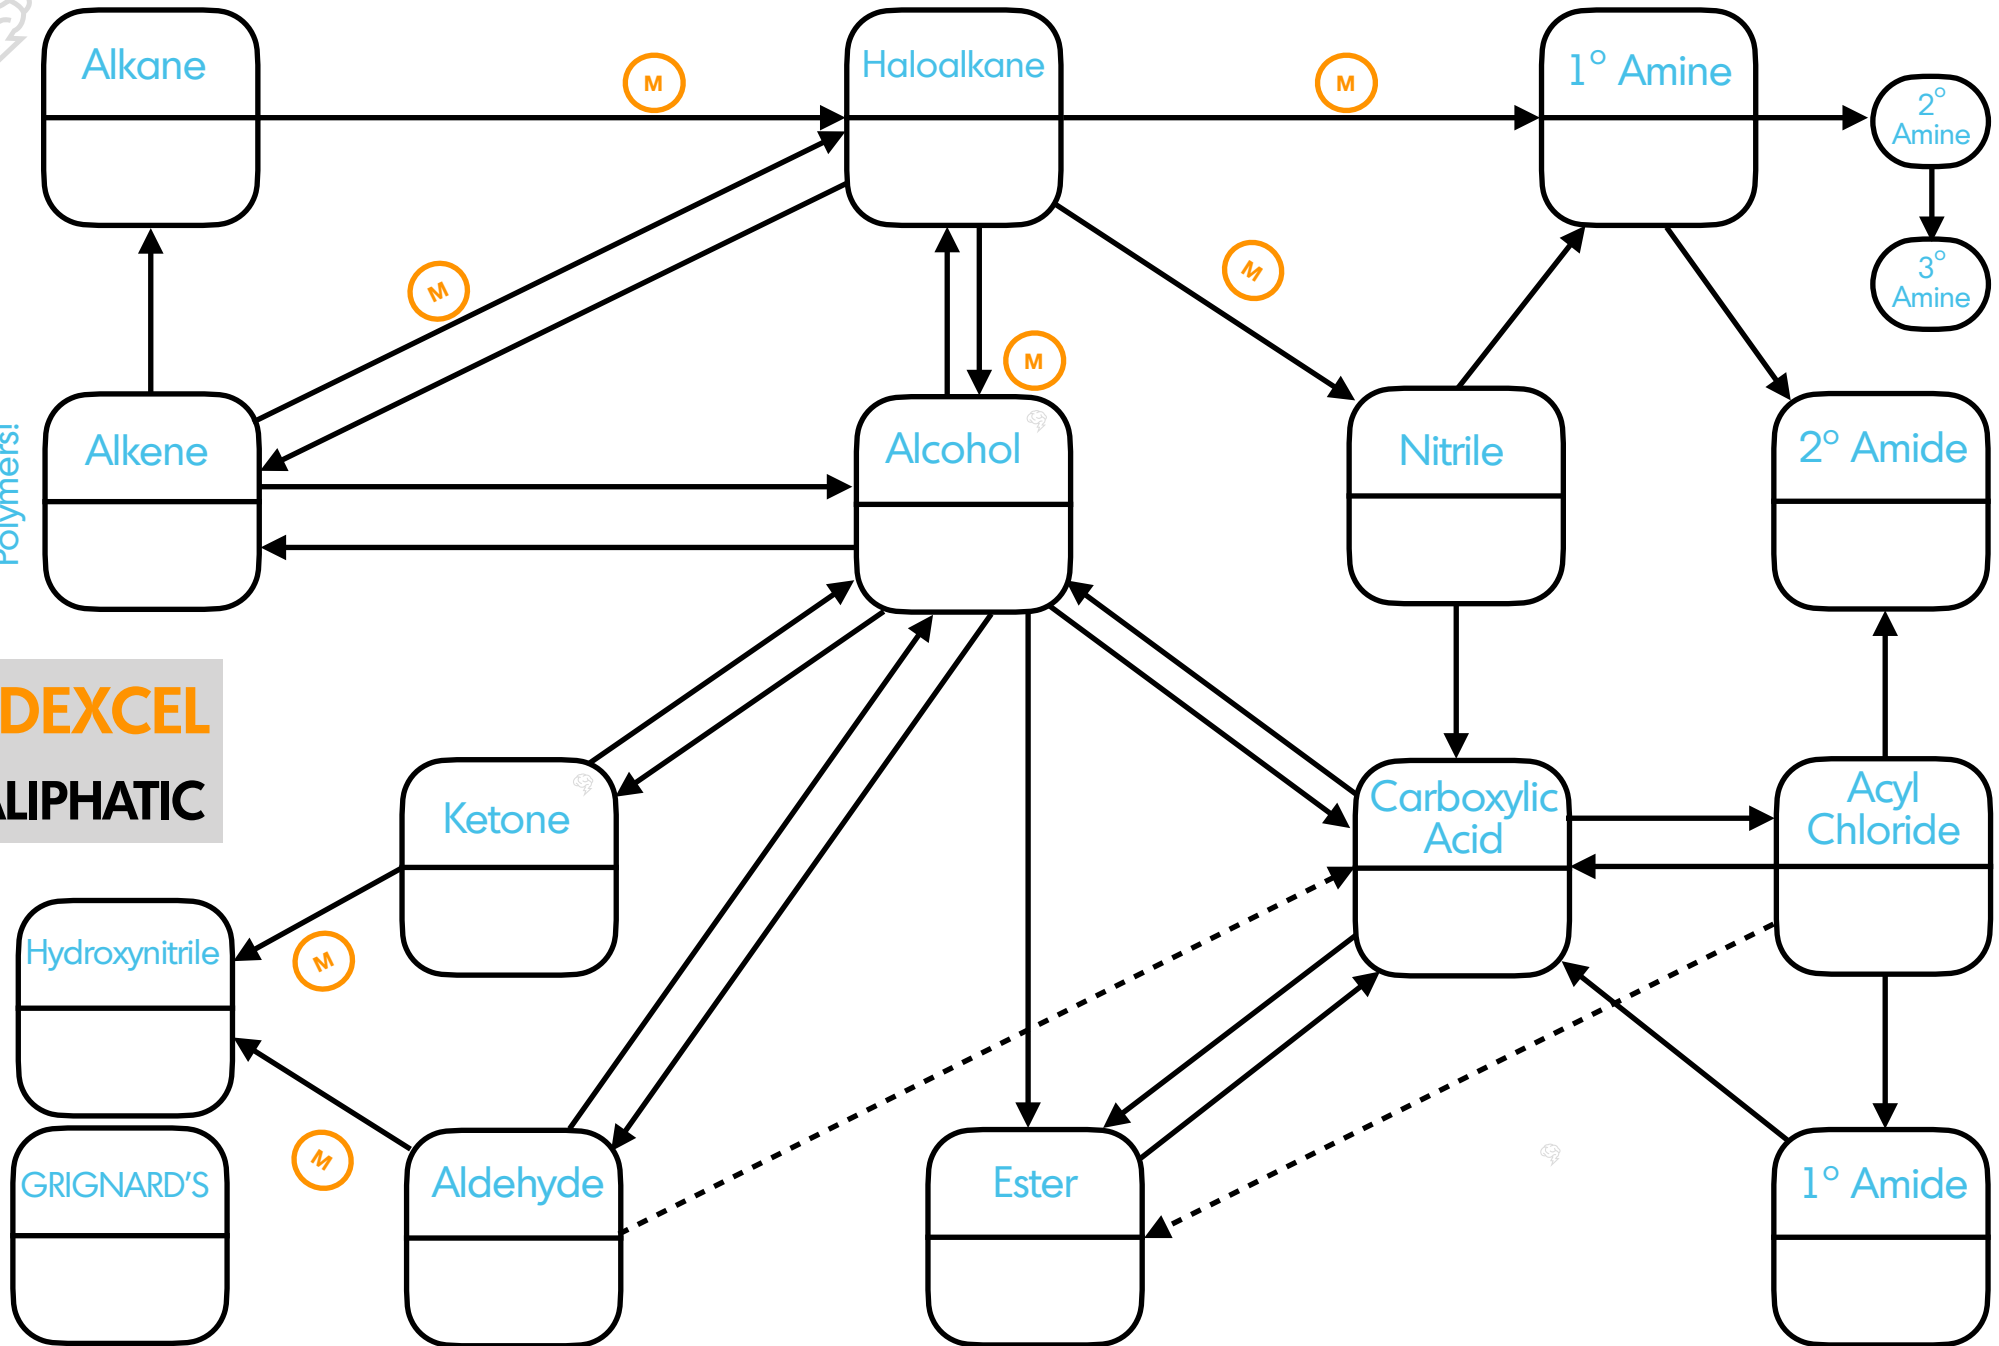 Alkane
M
Haloalkane
M
1° Amine
2°
Amine
M
M
3°
Amine
M
Polymers!
Alkene
Alcohol
Nitrile
2° Amide
DEXCEL
ALIPHATIC
Ketone
Carboxylic
Acid
Acyl
Chloride
Hydroxynitrile
M
GRIGNARD'S
M
Aldehyde
Ester
1° Amide